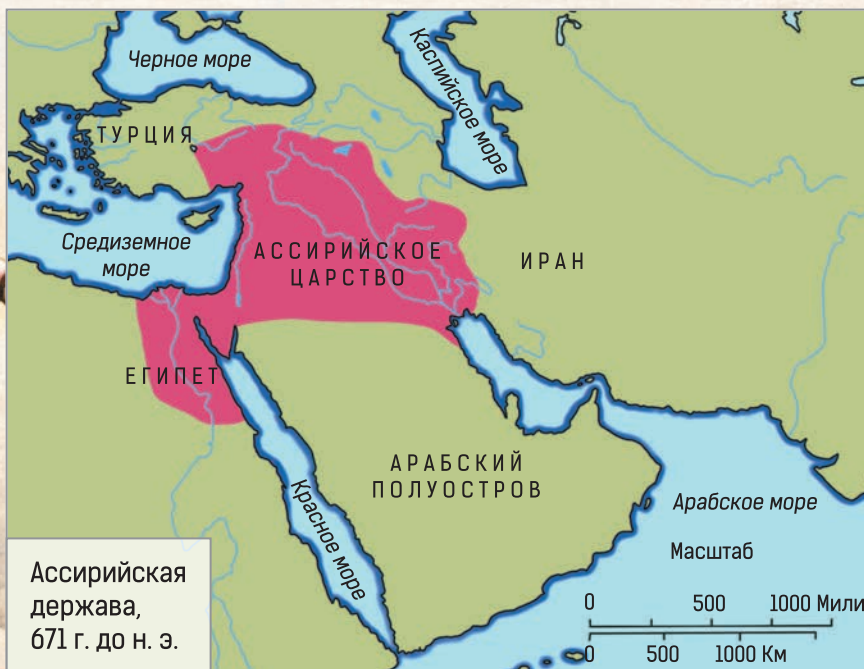 Черное море
Каспийское море
ТУРЦИЯ
Средиземное
море
АССИРИЙСКОЕ
ЦАРСТВО
ИРАН
ЕГИПЕТ
АРАБСКИЙ
ПОЛУОСТРОВ
Красное море
Арабское море
Масштаб
0 500 1000 Мили
0 500 1000 Км
Ассирийская
держава,
671 г. до н. э.